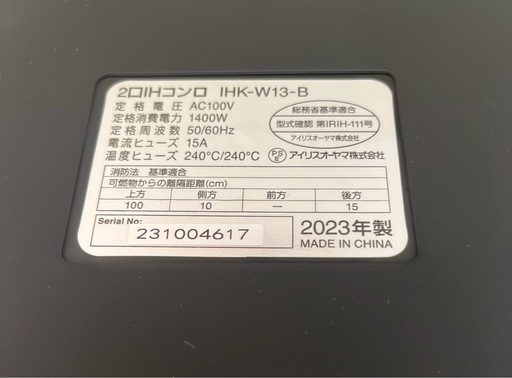 2口IHコンロ IHK-W13-B
定格電圧 AC100V
定格消費電力 1400W
定格周波数 50/60Hz
電流ヒューズ 15A
温度ヒューズ 240℃/240℃
総務省基準適合
型式確認 第IRIH-111号
アイリスオーヤマ株式会社
PSE アイリスオーヤマ株式会社
消防法 基準適合
可燃物からの離隔距離(cm)
上方 側方 前方 後方
100 10 — 15
Serial No:
231004617
2023年製
MADE IN CHINA